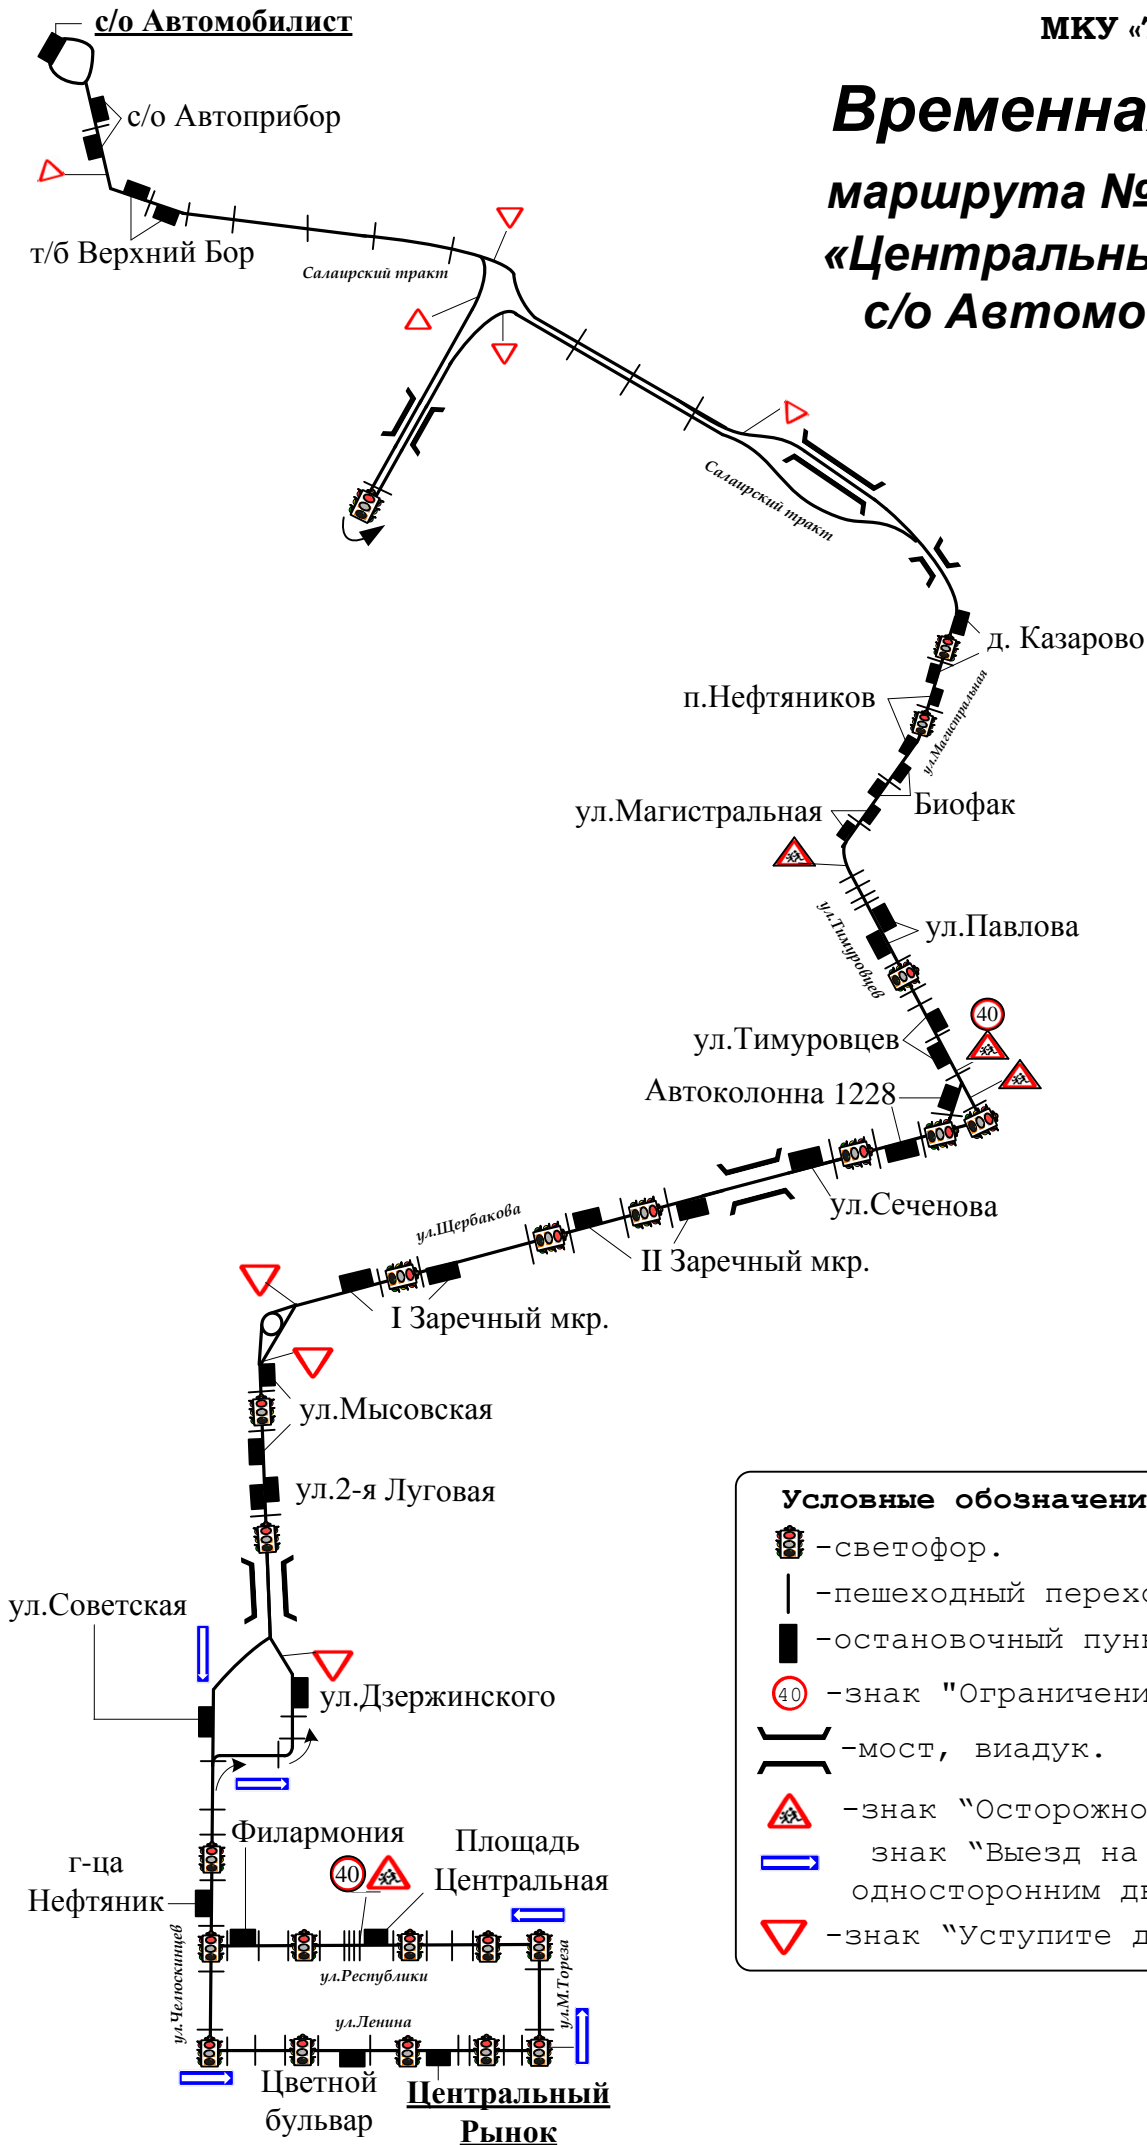 с/о Автомобилист
МКУ «Т
Временная
маршрута №
«Центральны
с/о Автомо
с/о Автоприбор
т/б Верхний Бор
Салаирский тракт
Салаирский тракт
д. Казарово
п.Нефтяников
ул.Магистральная
Биофак
ул.Магистральная
ул.Павлова
ул.Тимуровцев
40
ул.Тимуровцев
Автоколонна 1228
ул.Сеченова
ул.Щербакова
II Заречный мкр.
I Заречный мкр.
ул.Мысовская
ул.2-я Луговая
ул.Советская
ул.Дзержинского
Филармония
Площадь
Центральная
40
г-ца
Нефтяник
ул.Челюскинцев
ул.Республики
ул.М.Тореза
ул.Ленина
Цветной
бульвар
Центральный
Рынок
Условные обозначени
-светофор.
-пешеходный перехо
-остановочный пун
40 -знак "Ограничени
-мост, виадук.
-знак “Осторожно
знак “Выезд на
односторонним дв
-знак “Уступите д